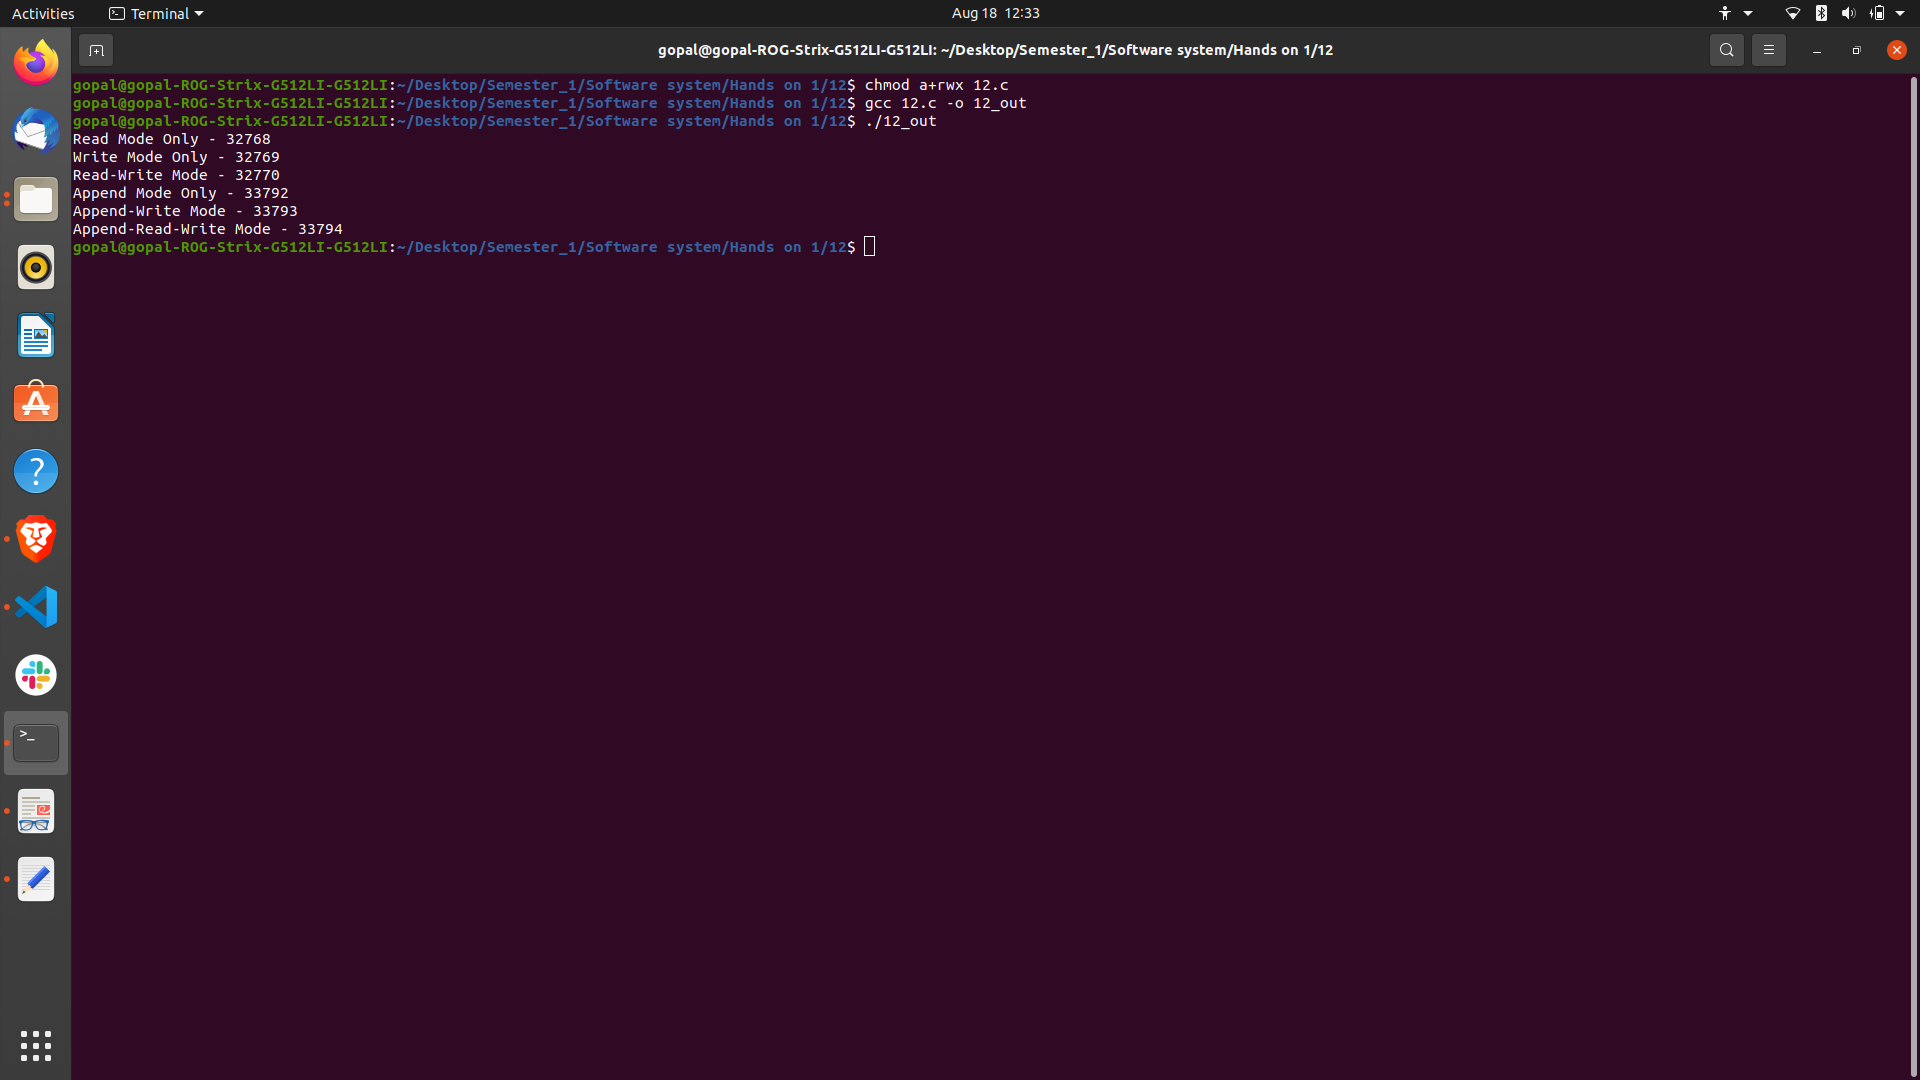 Activities
Terminal
Aug 18 12:33
gopal@gopal-ROG-Strix-G512LI-G512LI: ~/Desktop/Semester_1/Software system/Hands on 1/12
gopal@gopal-ROG-Strix-G512LI-G512LI:~/Desktop/Semester_1/Software system/Hands on 1/12$ chmod a+rwx 12.c
gopal@gopal-ROG-Strix-G512LI-G512LI:~/Desktop/Semester_1/Software system/Hands on 1/12$ gcc 12.c -o 12_out
gopal@gopal-ROG-Strix-G512LI-G512LI:~/Desktop/Semester_1/Software system/Hands on 1/12$ ./12_out
Read Mode Only - 32768
Write Mode Only - 32769
Read-Write Mode - 32770
Append Mode Only - 33792
Append-Write Mode - 33793
Append-Read-Write Mode - 33794
gopal@gopal-ROG-Strix-G512LI-G512LI:~/Desktop/Semester_1/Software system/Hands on 1/12$